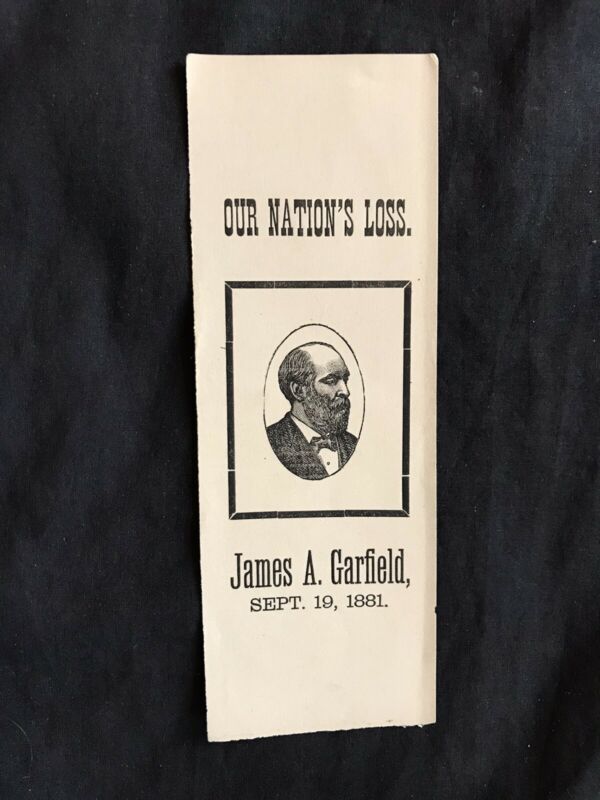 OUR NATION'S LOSS.
James A. Garfield,
SEPT. 19, 1881.